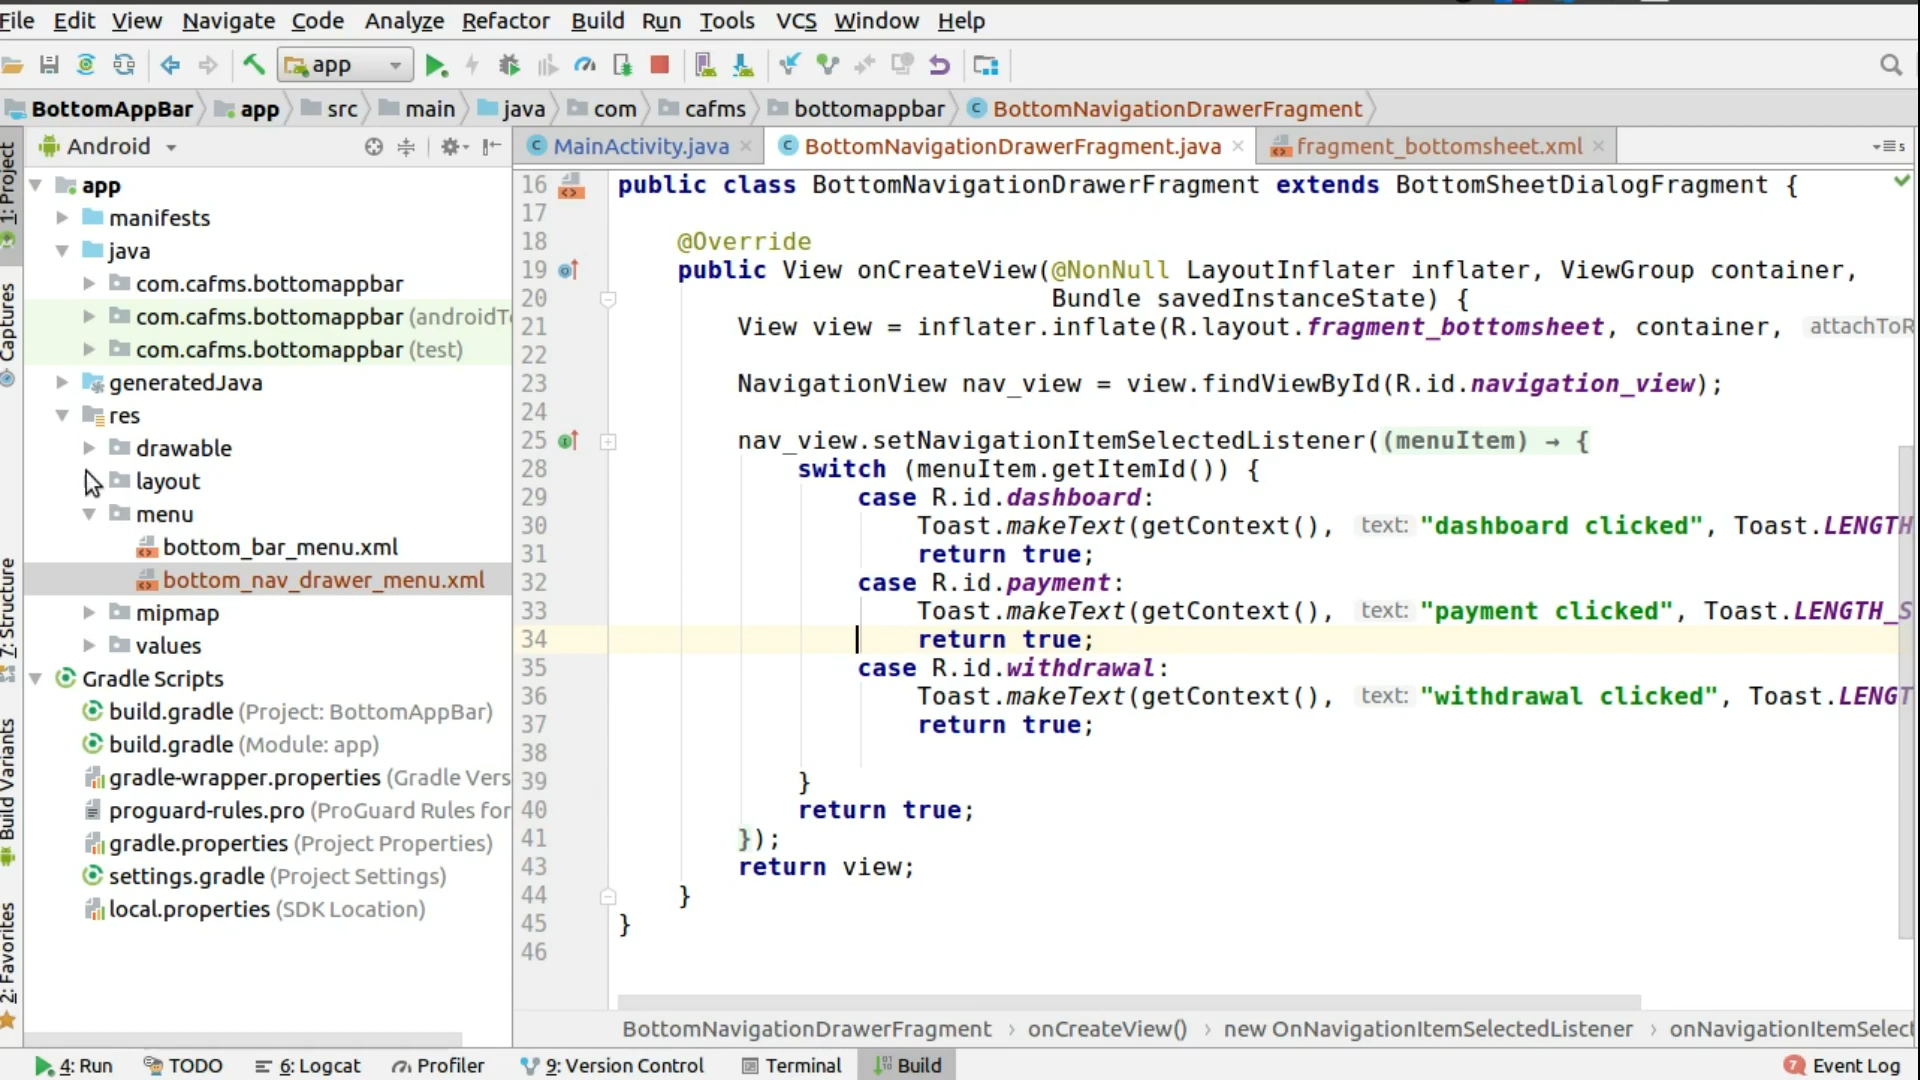 File Edit View Navigate Code Analyze Refactor Build Run Tools VCS Window Help
app
BottomAppBar app src main java com cafms bottomappbar BottomNavigationDrawerFragment
Android
MainActivity.java BottomNavigationDrawerFragment.java fragment_bottomsheet.xml
1: Project
Captures
7: Structure
Build Variants
2: Favorites
app
manifests
java
com.cafms.bottomappbar
com.cafms.bottomappbar (androidTe
com.cafms.bottomappbar (test)
generatedJava
res
drawable
layout
menu
bottom_bar_menu.xml
bottom_nav_drawer_menu.xml
mipmap
values
Gradle Scripts
build.gradle (Project: BottomAppBar)
build.gradle (Module: app)
gradle-wrapper.properties (Gradle Vers
proguard-rules.pro (ProGuard Rules for
gradle.properties (Project Properties)
settings.gradle (Project Settings)
local.properties (SDK Location)
16 public class BottomNavigationDrawerFragment extends BottomSheetDialogFragment {
17
18 @Override
19 public View onCreateView(@NonNull LayoutInflater inflater, ViewGroup container,
20 Bundle savedInstanceState) {
21 View view = inflater.inflate(R.layout.fragment_bottomsheet, container, attachToR
22
23 NavigationView nav_view = view.findViewById(R.id.navigation_view);
24
25 nav_view.setNavigationItemSelectedListener((menuItem) → {
28 switch (menuItem.getItemId()) {
29 case R.id.dashboard:
30 Toast.makeText(getContext(), text: "dashboard clicked", Toast.LENGTH
31 return true;
32 case R.id.payment:
33 Toast.makeText(getContext(), text: "payment clicked", Toast.LENGTH_S
34 return true;
35 case R.id.withdrawal:
36 Toast.makeText(getContext(), text: "withdrawal clicked", Toast.LENGT
37 return true;
38
39 }
40 return true;
41 });
43 return view;
44 }
45 }
46
BottomNavigationDrawerFragment › onCreateView() › new OnNavigationItemSelectedListener › onNavigationItemSelect
4: Run TODO 6: Logcat Profiler 9: Version Control Terminal Build 7 Event Log